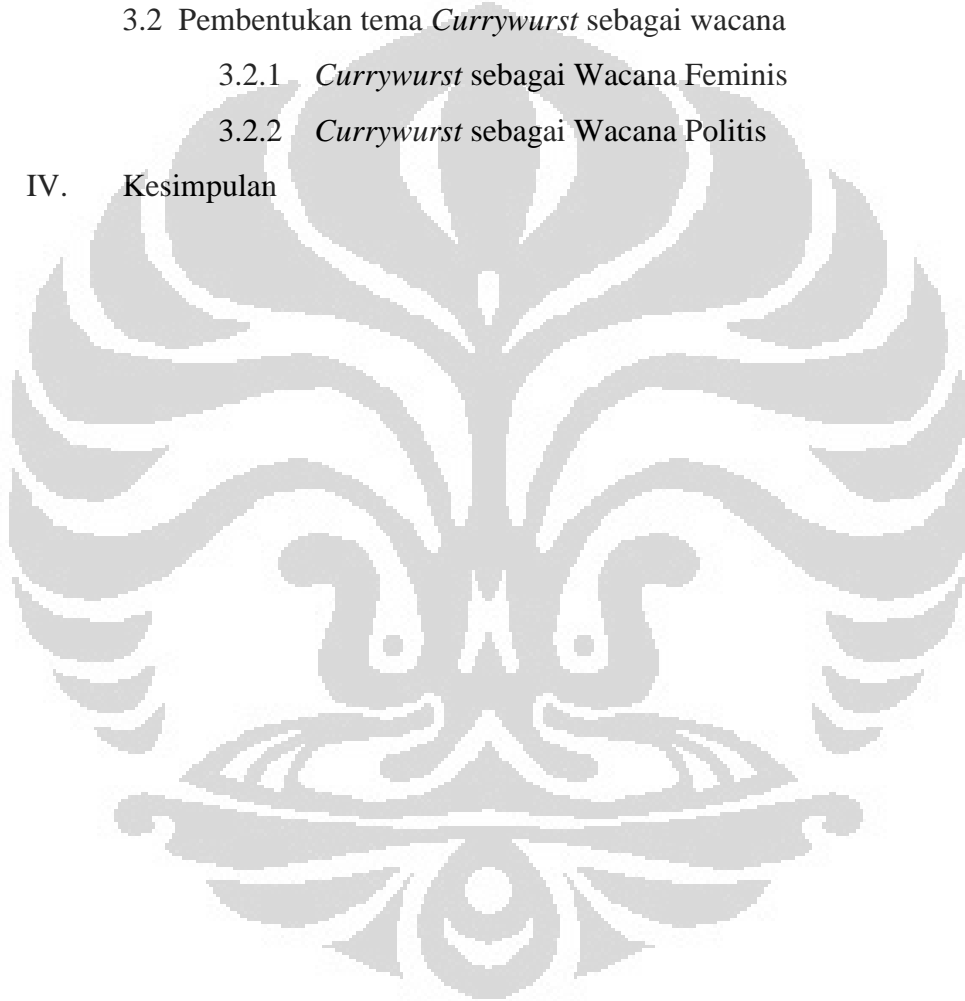 3.2 Pembentukan tema Currywurst sebagai wacana
3.2.1 Currywurst sebagai Wacana Feminis
3.2.2 Currywurst sebagai Wacana Politis
IV. Kesimpulan